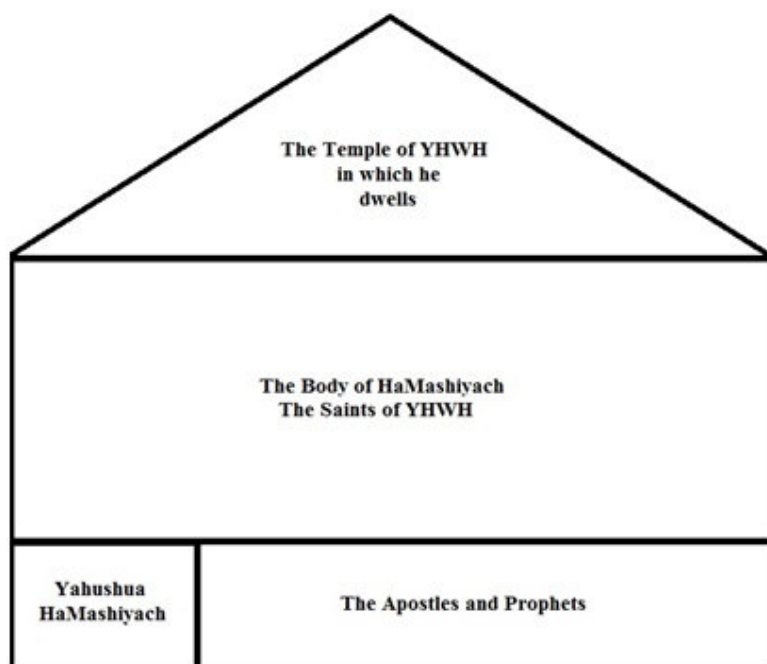 The Temple of YHWH
in which he
dwells
The Body of HaMashiyach
The Saints of YHWH
Yahushua
HaMashiyach
The Apostles and Prophets